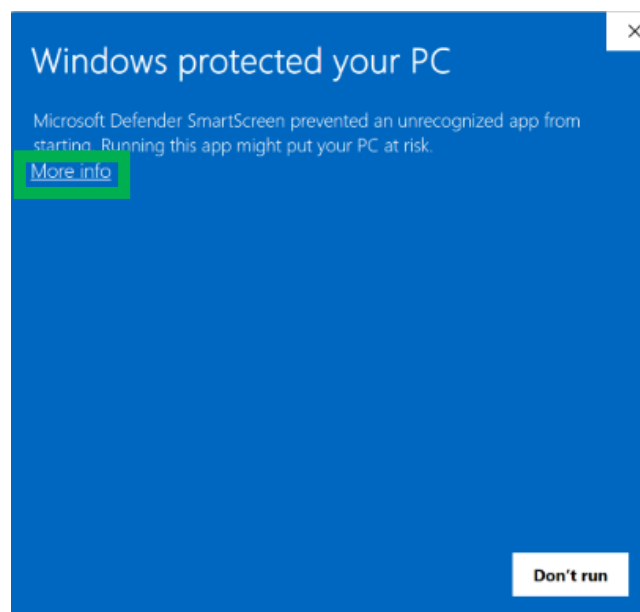 Windows protected your PC
Microsoft Defender SmartScreen prevented an unrecognized app from
starting. Running this app might put your PC at risk.
More info
Don't run